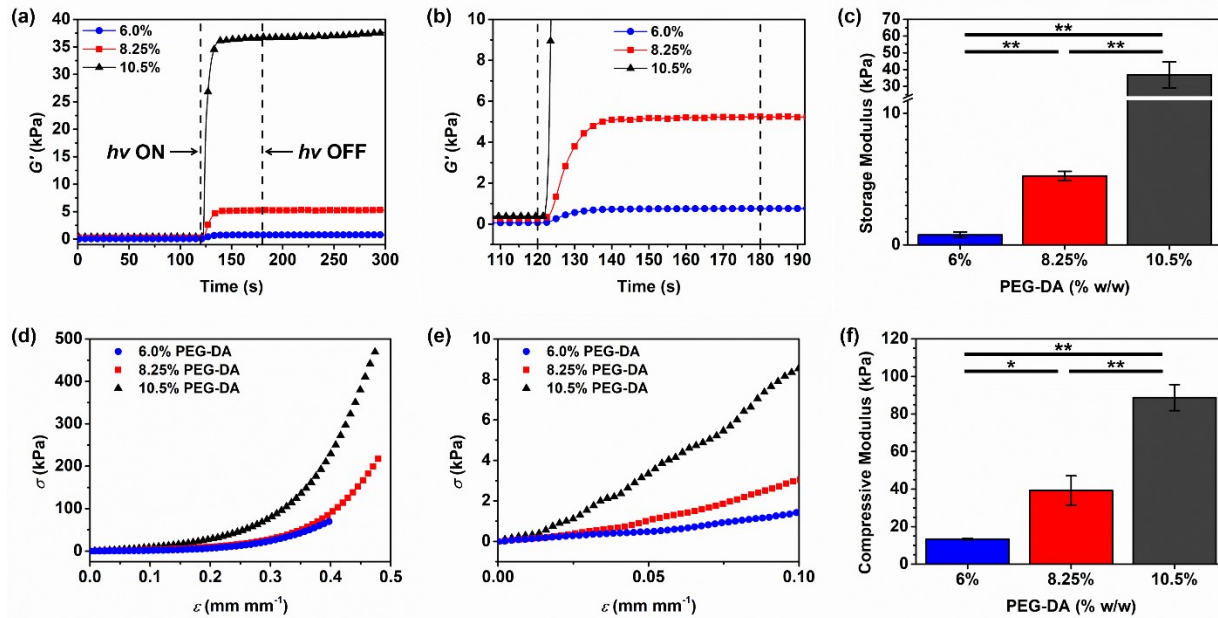 (a)
40
35
30
25
20
15
10
5
0
G' (kPa)
6.0%
8.25%
10.5%
hν ON
hν OFF
0 50 100 150 200 250 300
Time (s)
(b)
10
8
6
4
2
0
G' (kPa)
6.0%
8.25%
10.5%
110 120 130 140 150 160 170 180 190
Time (s)
(c)
70
60
50
40
30
10
0
Storage Modulus (kPa)
**
** **
6% 8.25% 10.5%
PEG-DA (% w/w)
(d)
500
400
300
200
100
0
σ (kPa)
6.0% PEG-DA
8.25% PEG-DA
10.5% PEG-DA
0.0 0.1 0.2 0.3 0.4 0.5
ε (mm mm⁻¹)
(e)
10
8
6
4
2
0
σ (kPa)
6.0% PEG-DA
8.25% PEG-DA
10.5% PEG-DA
0.00 0.05 0.10
ε (mm mm⁻¹)
(f)
120
100
80
60
40
20
0
Compressive Modulus (kPa)
**
* **
6% 8.25% 10.5%
PEG-DA (% w/w)